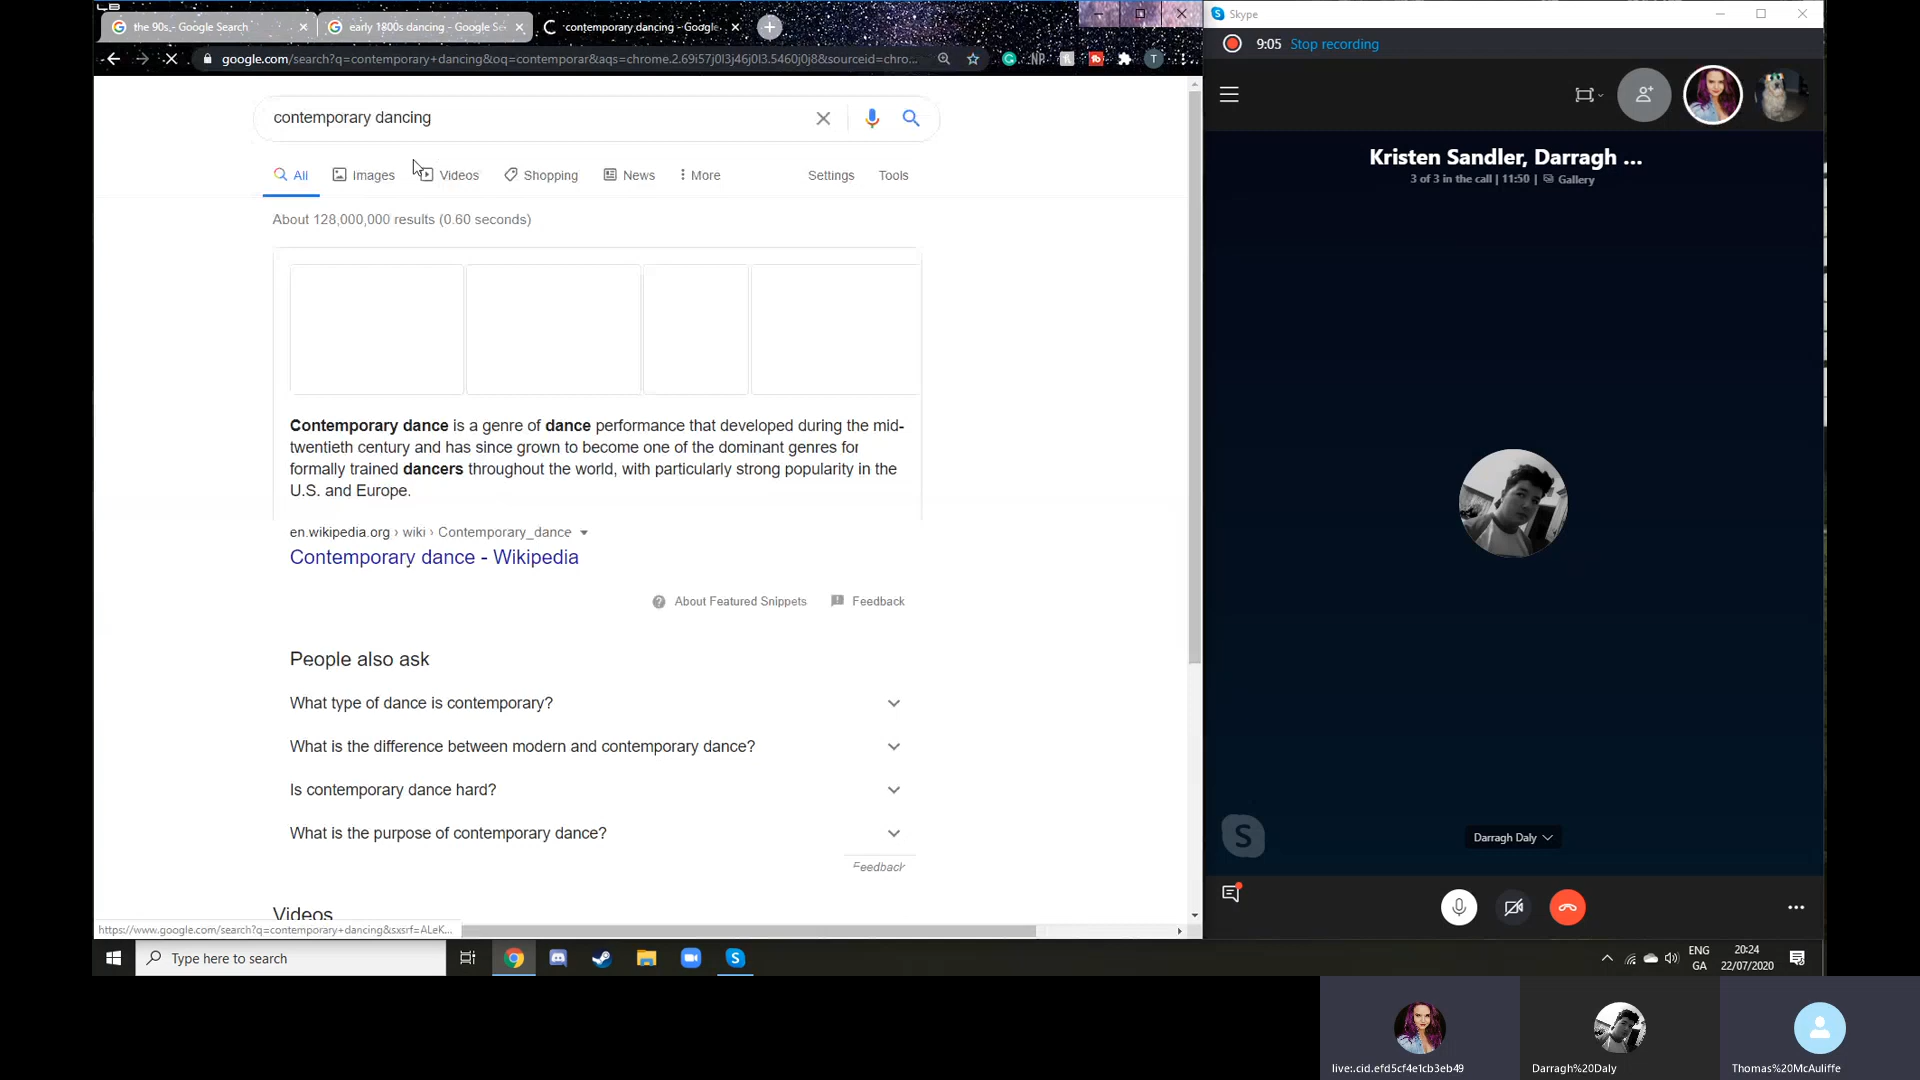 the 90s, - Google Search
early 1800s dancing - Google Se
contemporary dancing - Google
Skype
9:05 Stop recording
google.com/search?q=contemporary+dancing&oq=contemporar&aqs=chrome.2.69i57j0l3j46j0l3.5460j0j8&sourceid=chro...
NP
T
contemporary dancing
All
Images
Videos
Shopping
News
More
Settings
Tools
About 128,000,000 results (0.60 seconds)
Contemporary dance is a genre of dance performance that developed during the mid-
twentieth century and has since grown to become one of the dominant genres for
formally trained dancers throughout the world, with particularly strong popularity in the
U.S. and Europe.
en.wikipedia.org › wiki › Contemporary_dance
Contemporary dance - Wikipedia
About Featured Snippets
Feedback
People also ask
What type of dance is contemporary?
What is the difference between modern and contemporary dance?
Is contemporary dance hard?
What is the purpose of contemporary dance?
Feedback
Videos
https://www.google.com/search?q=contemporary+dancing&sxsrf=ALeK...
Kristen Sandler, Darragh ...
3 of 3 in the call | 11:50 | Gallery
S
Darragh Daly
Type here to search
ENG
GA
20:24
22/07/2020
live:.cid.efd5cf4e1cb3eb49
Darragh%20Daly
Thomas%20McAuliffe